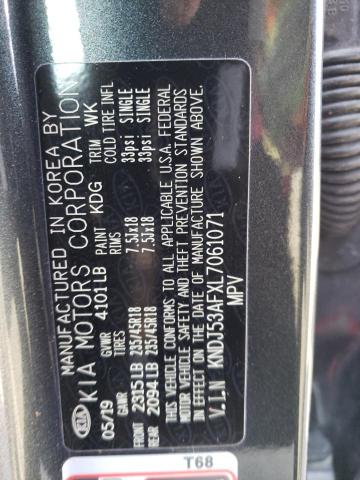 MANUFACTURED IN KOREA BY
KIA KIA MOTORS CORPORATION
05/19 GVWR 4101LB PAINT KDG TRIM WK
GAWR RIMS COLD TIRE INFL
FRONT 2315LB 235/45R18 7.5Jx18 33psi SINGLE
REAR 2094LB 235/45R18 7.5Jx18 33psi SINGLE
THIS VEHICLE CONFORMS TO ALL APPLICABLE U.S.A. FEDERAL
MOTOR VEHICLE SAFETY AND THEFT PREVENTION STANDARDS
IN EFFECT ON THE DATE OF MANUFACTURE SHOWN ABOVE.
V.I.N KNDJ53AFXL7061071
MPV
T68